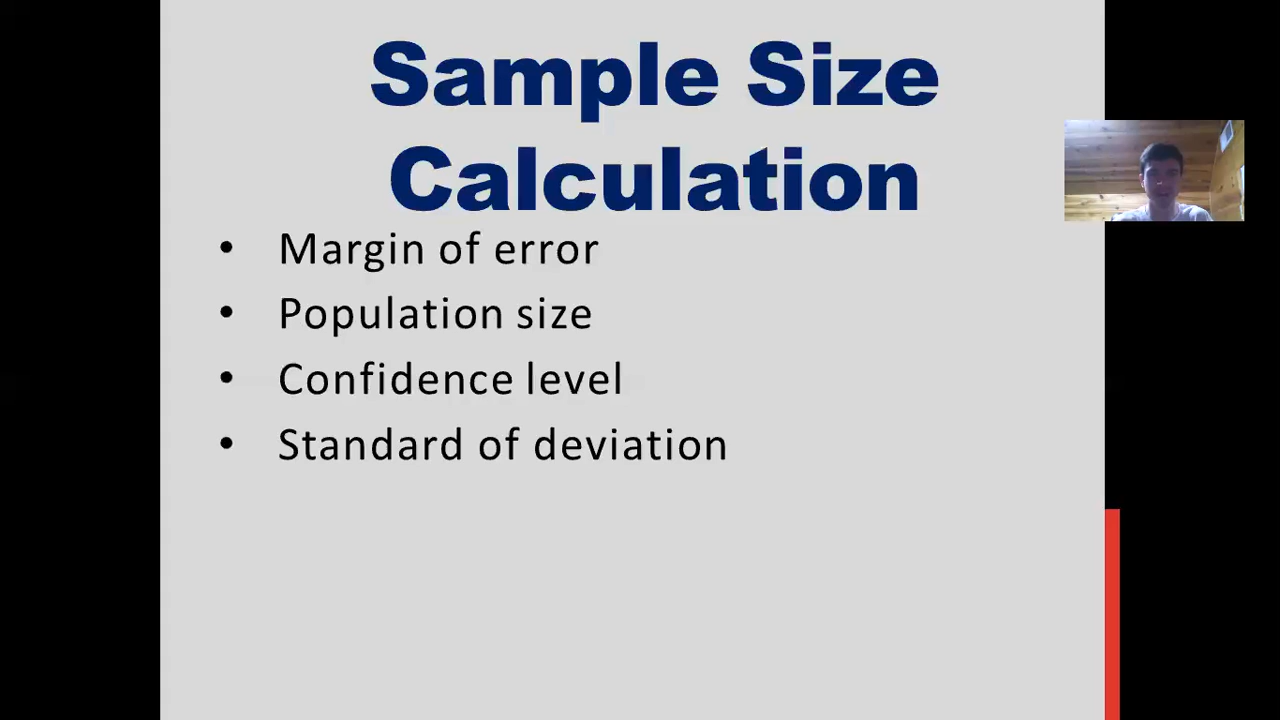 Sample Size
Calculation
• Margin of error
• Population size
• Confidence level
• Standard of deviation